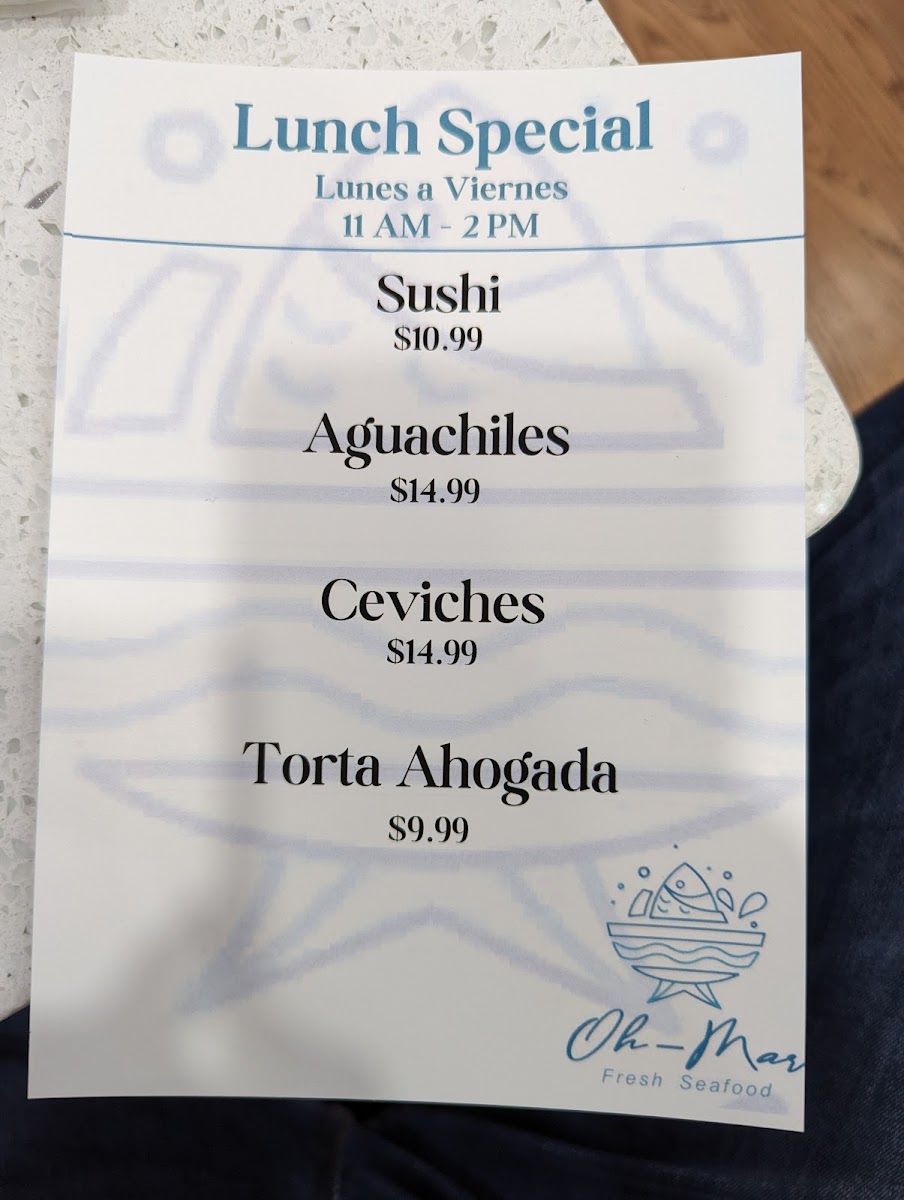 Lunch Special
Lunes a Viernes
11 AM - 2 PM
Sushi
$10.99
Aguachiles
$14.99
Ceviches
$14.99
Torta Ahogada
$9.99
Oh-Mar
Fresh Seafood